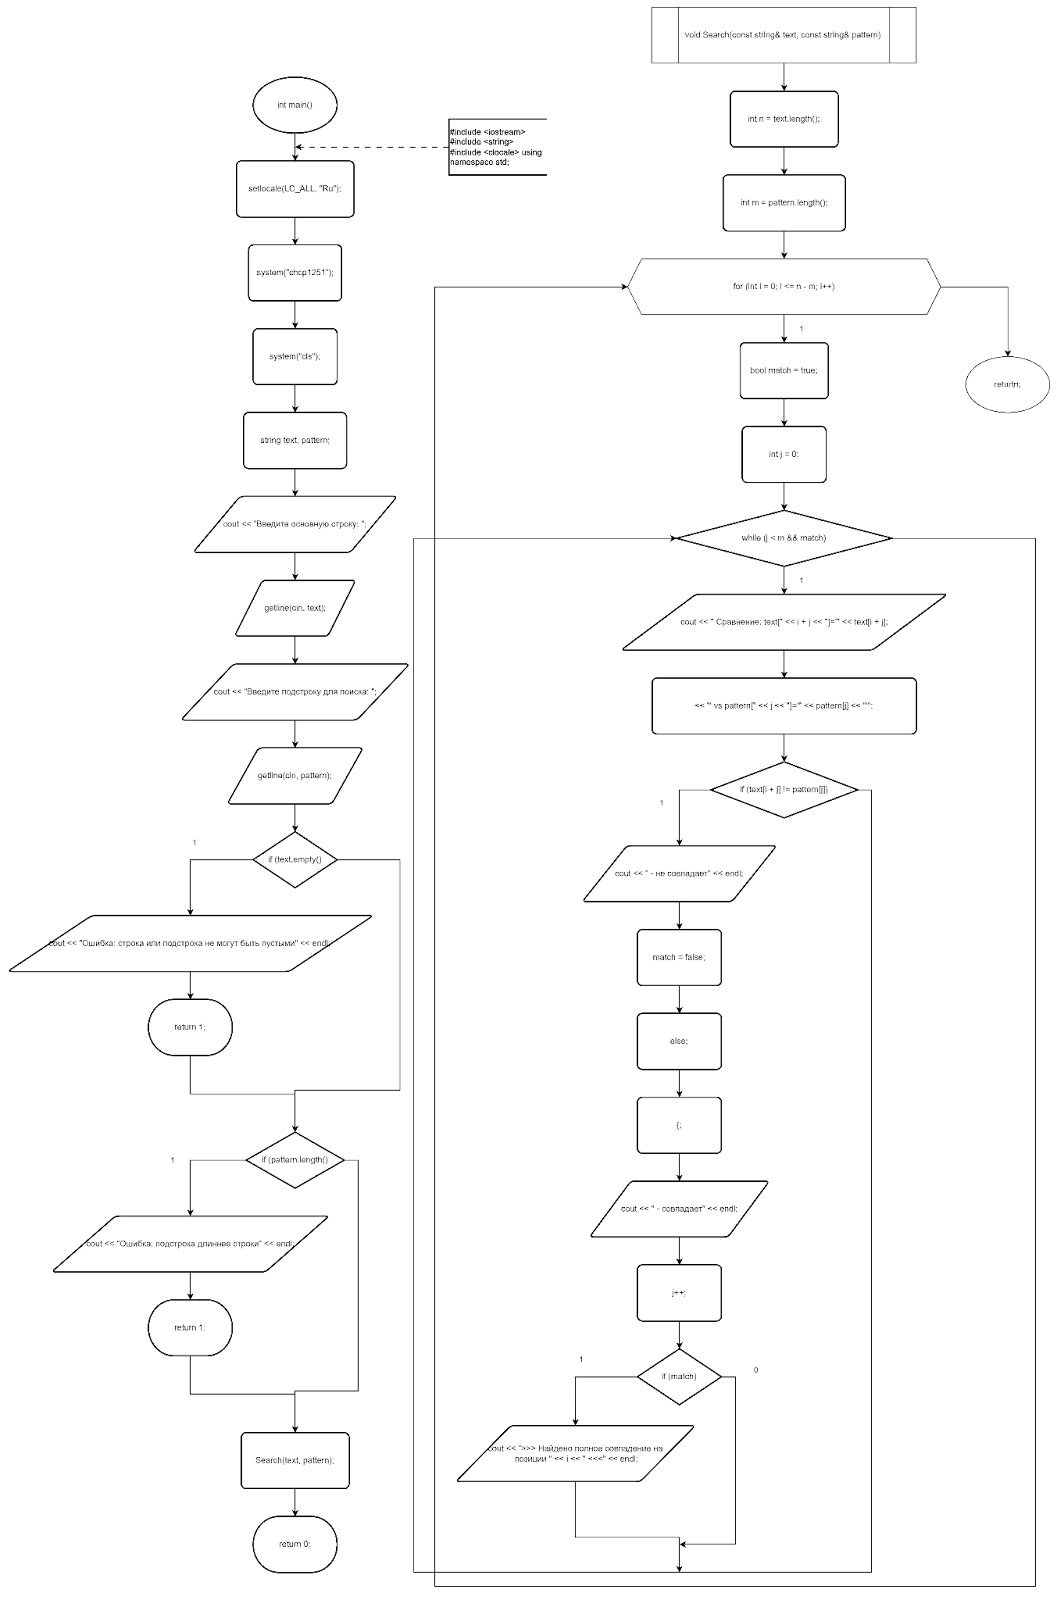 int main()
#include <iostream>
#include <string>
#include <clocale> using
namespace std;
setlocale(LC_ALL, "Ru");
system("chcp1251");
system("cls");
string text, pattern;
cout << "Введите основную строку: ";
getline(cin, text);
cout << "Введите подстроку для поиска: ";
getline(cin, pattern);
if (text.empty()
1
cout << "Ошибка: строка или подстрока не могут быть пустыми" << endl;
return 1;
if (pattern.length()
1
cout << "Ошибка: подстрока длиннее строки" << endl;
return 1;
Search(text, pattern);
return 0;
void Search(const string& text, const string& pattern)
int n = text.length();
int m = pattern.length();
for (int i = 0; i <= n - m; i++)
1
returtn;
bool match = true;
int j = 0;
while (j < m && match)
1
cout << " Сравнение: text[" << i + j << "]='" << text[i + j];
<< "' vs pattern[" << j << "]='" << pattern[j] << "'";
if (text[i + j] != pattern[j])
1
cout << " - не совпадает" << endl;
match = false;
else;
{;
cout << " - совпадает" << endl;
j++;
if (match)
1
0
cout << ">>> Найдено полное совпадение на
позиции " << i << " <<<" << endl;